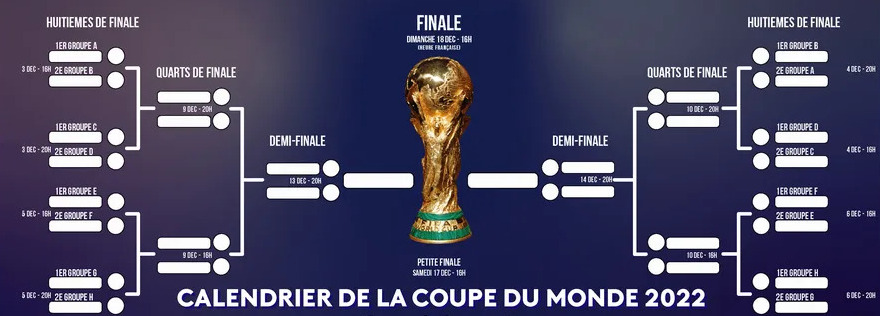 HUITIEMES DE FINALE
1ER GROUPE A
3 DEC - 16H
2E GROUPE B
1ER GROUPE C
3 DEC - 20H
2E GROUPE D
1ER GROUPE E
5 DEC - 16H
2E GROUPE F
1ER GROUPE G
5 DEC - 20H
2E GROUPE H
QUARTS DE FINALE
9 DEC - 20H
9 DEC - 16H
DEMI-FINALE
13 DEC - 20H
FINALE
DIMANCHE 18 DEC - 16H
(HEURE FRANÇAISE)
FIFA
WORLD CUP
PETITE FINALE
SAMEDI 17 DEC - 16H
DEMI-FINALE
14 DEC - 20H
QUARTS DE FINALE
10 DEC - 20H
10 DEC - 16H
HUITIEMES DE FINALE
1ER GROUPE B
4 DEC - 20H
2E GROUPE A
1ER GROUPE D
4 DEC - 16H
2E GROUPE C
1ER GROUPE F
6 DEC - 16H
2E GROUPE E
1ER GROUPE H
6 DEC - 20H
2E GROUPE G
CALENDRIER DE LA COUPE DU MONDE 2022